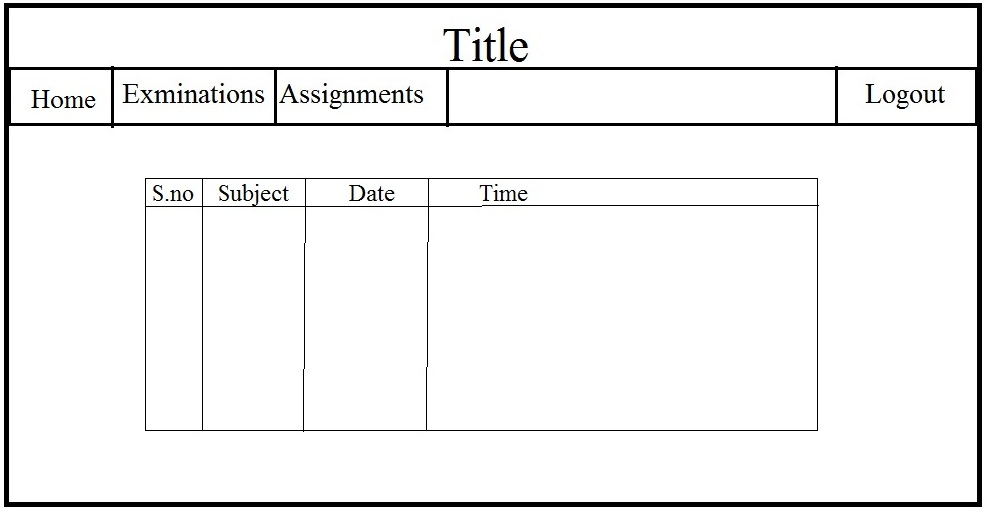 Title
Home Exminations Assignments Logout
S.no Subject Date Time